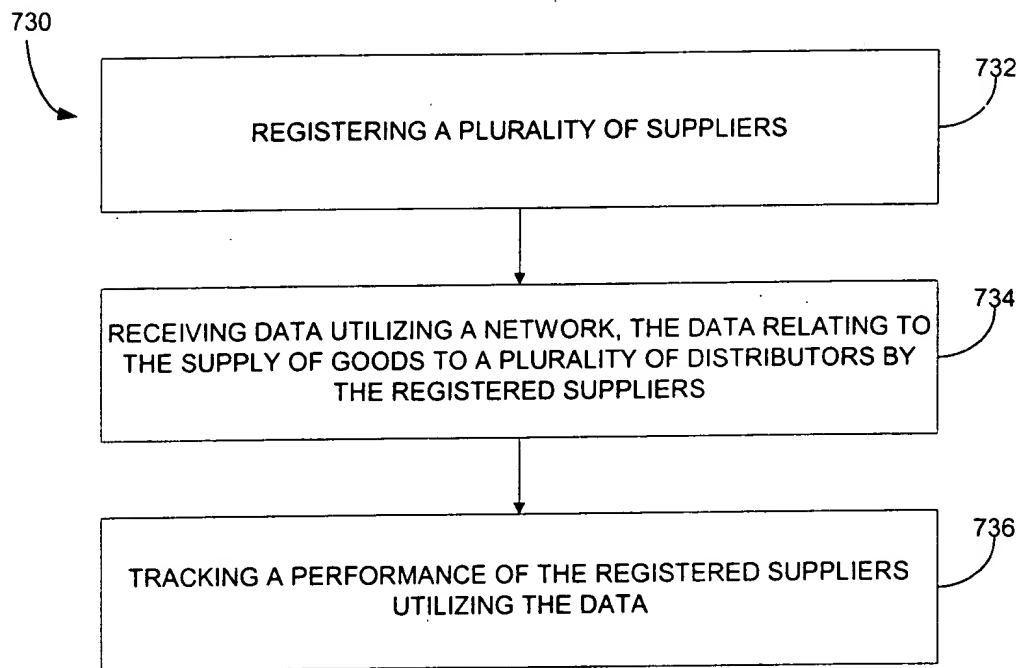 730
732
REGISTERING A PLURALITY OF SUPPLIERS
734
RECEIVING DATA UTILIZING A NETWORK, THE DATA RELATING TO
THE SUPPLY OF GOODS TO A PLURALITY OF DISTRIBUTORS BY
THE REGISTERED SUPPLIERS
736
TRACKING A PERFORMANCE OF THE REGISTERED SUPPLIERS
UTILIZING THE DATA